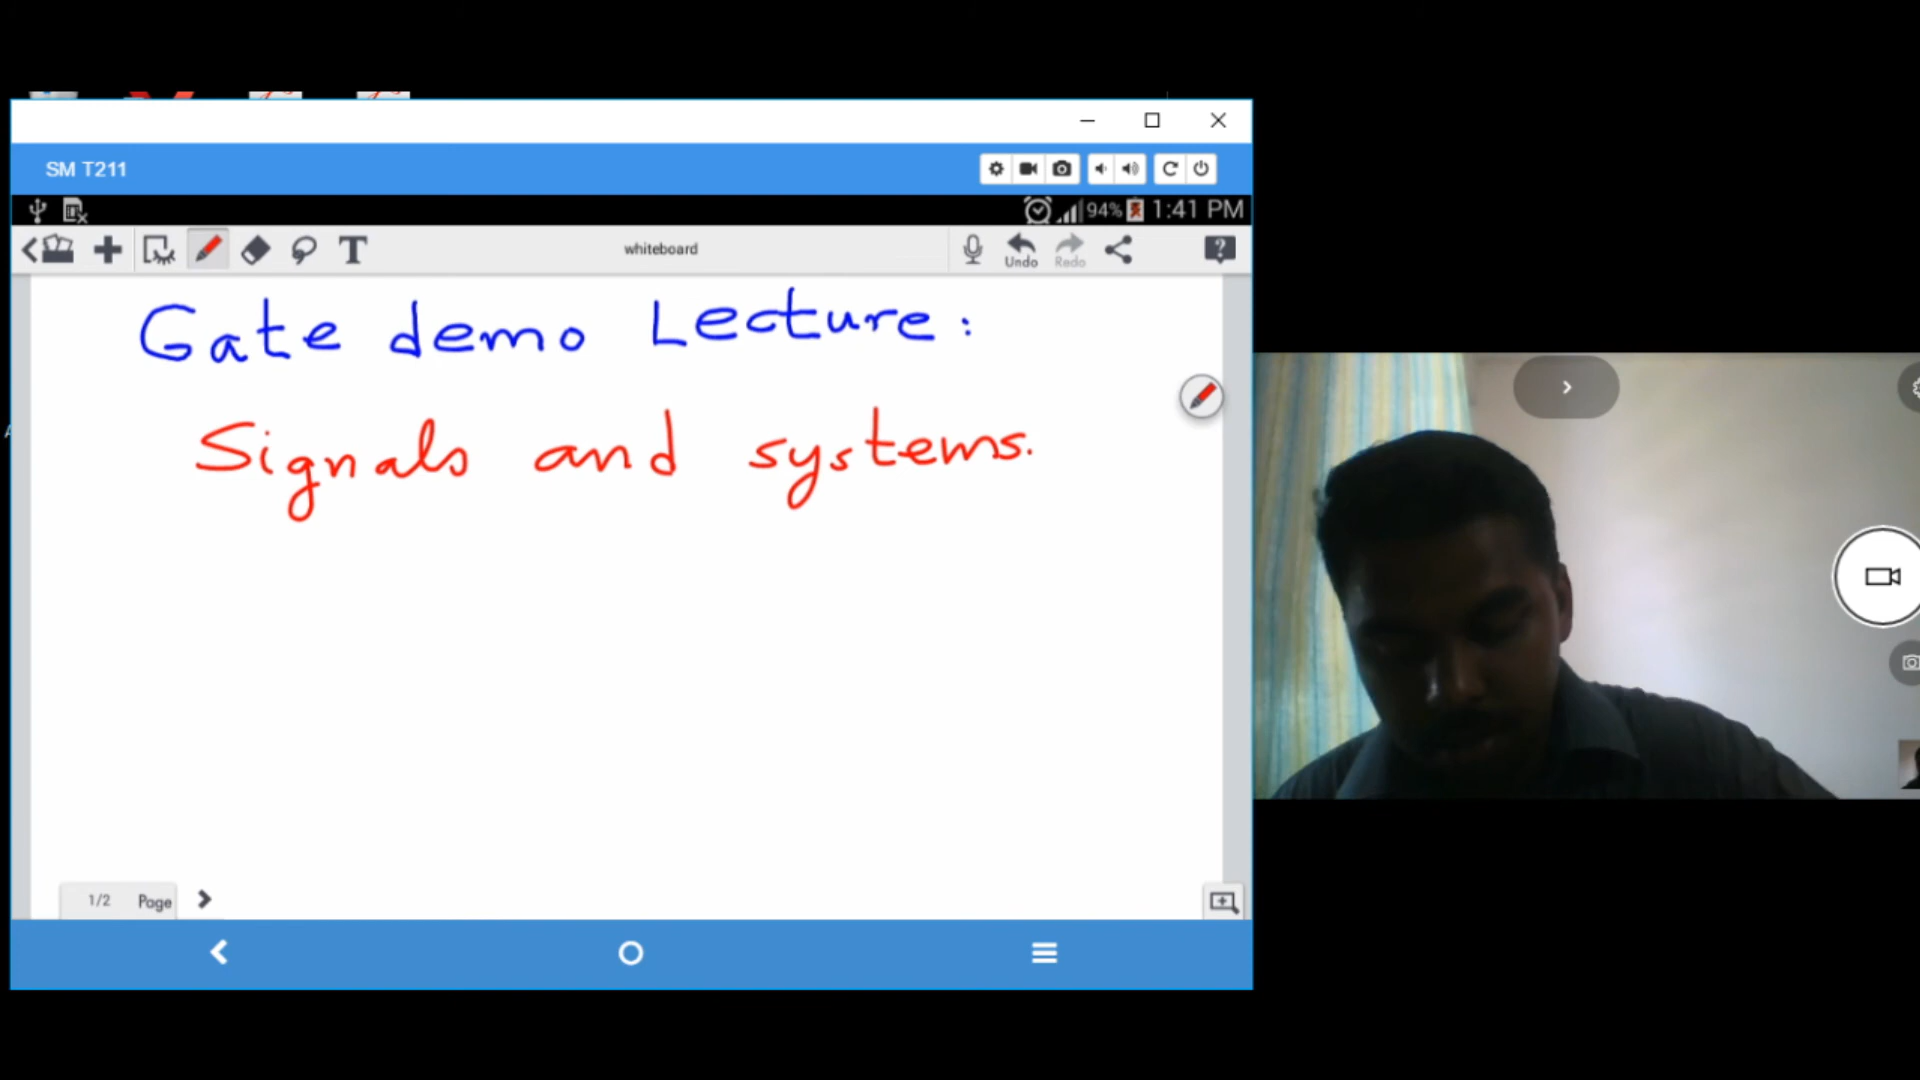 SM T211
94% 1:41 PM
whiteboard
Undo
Redo
Gate demo Lecture:
Signals and systems.
1/2 Page